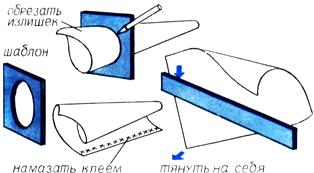 обрезать
излишек
шаблон
намазать клеем
тянуть на себя